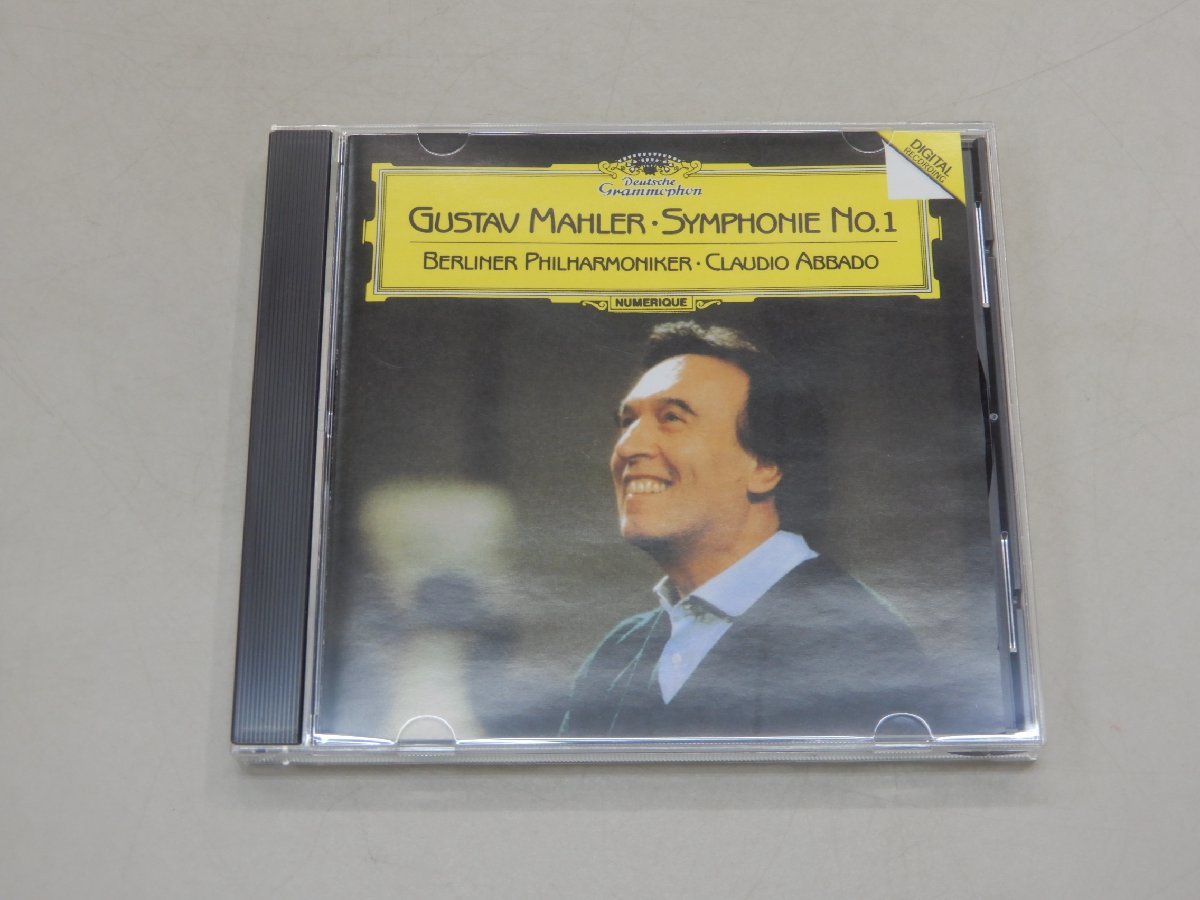 DIGITAL
RECORDING
Deutsche
Grammophon
GUSTAV MAHLER · SYMPHONIE NO.1
BERLINER PHILHARMONIKER · CLAUDIO ABBADO
NUMERIQUE